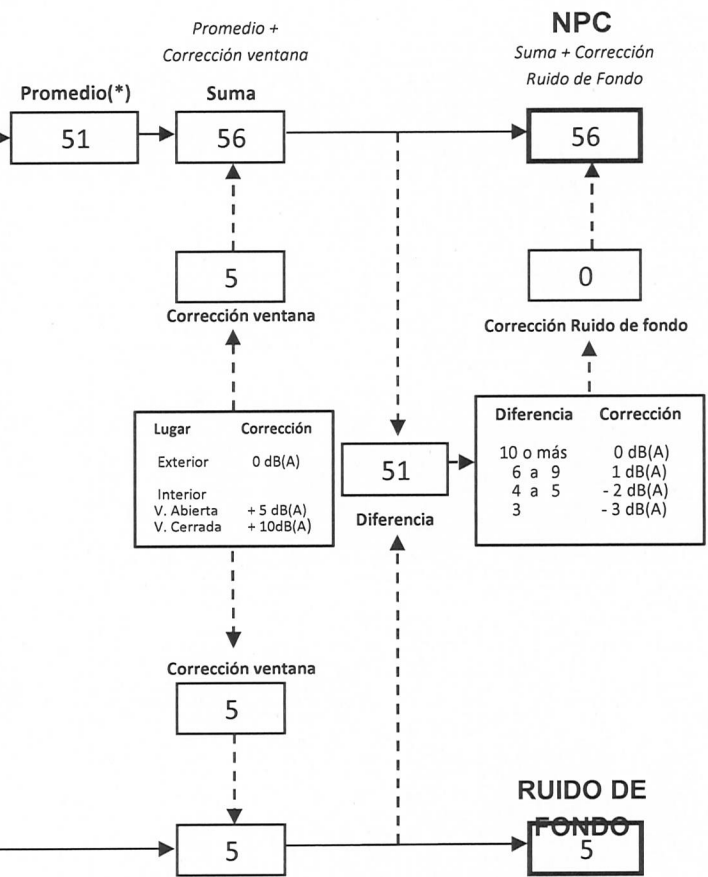 Promedio +
Corrección ventana
NPC
Suma + Corrección
Ruido de Fondo
Promedio(*)
Suma
51
56
56
5
0
Corrección ventana
Corrección Ruido de fondo
Lugar Corrección
Exterior 0 dB(A)
Interior
V. Abierta + 5 dB(A)
V. Cerrada + 10dB(A)
51
Diferencia
Diferencia Corrección
10 o más 0 dB(A)
6 a 9 1 dB(A)
4 a 5 - 2 dB(A)
3 - 3 dB(A)
Corrección ventana
5
RUIDO DE
FONDO
5
5